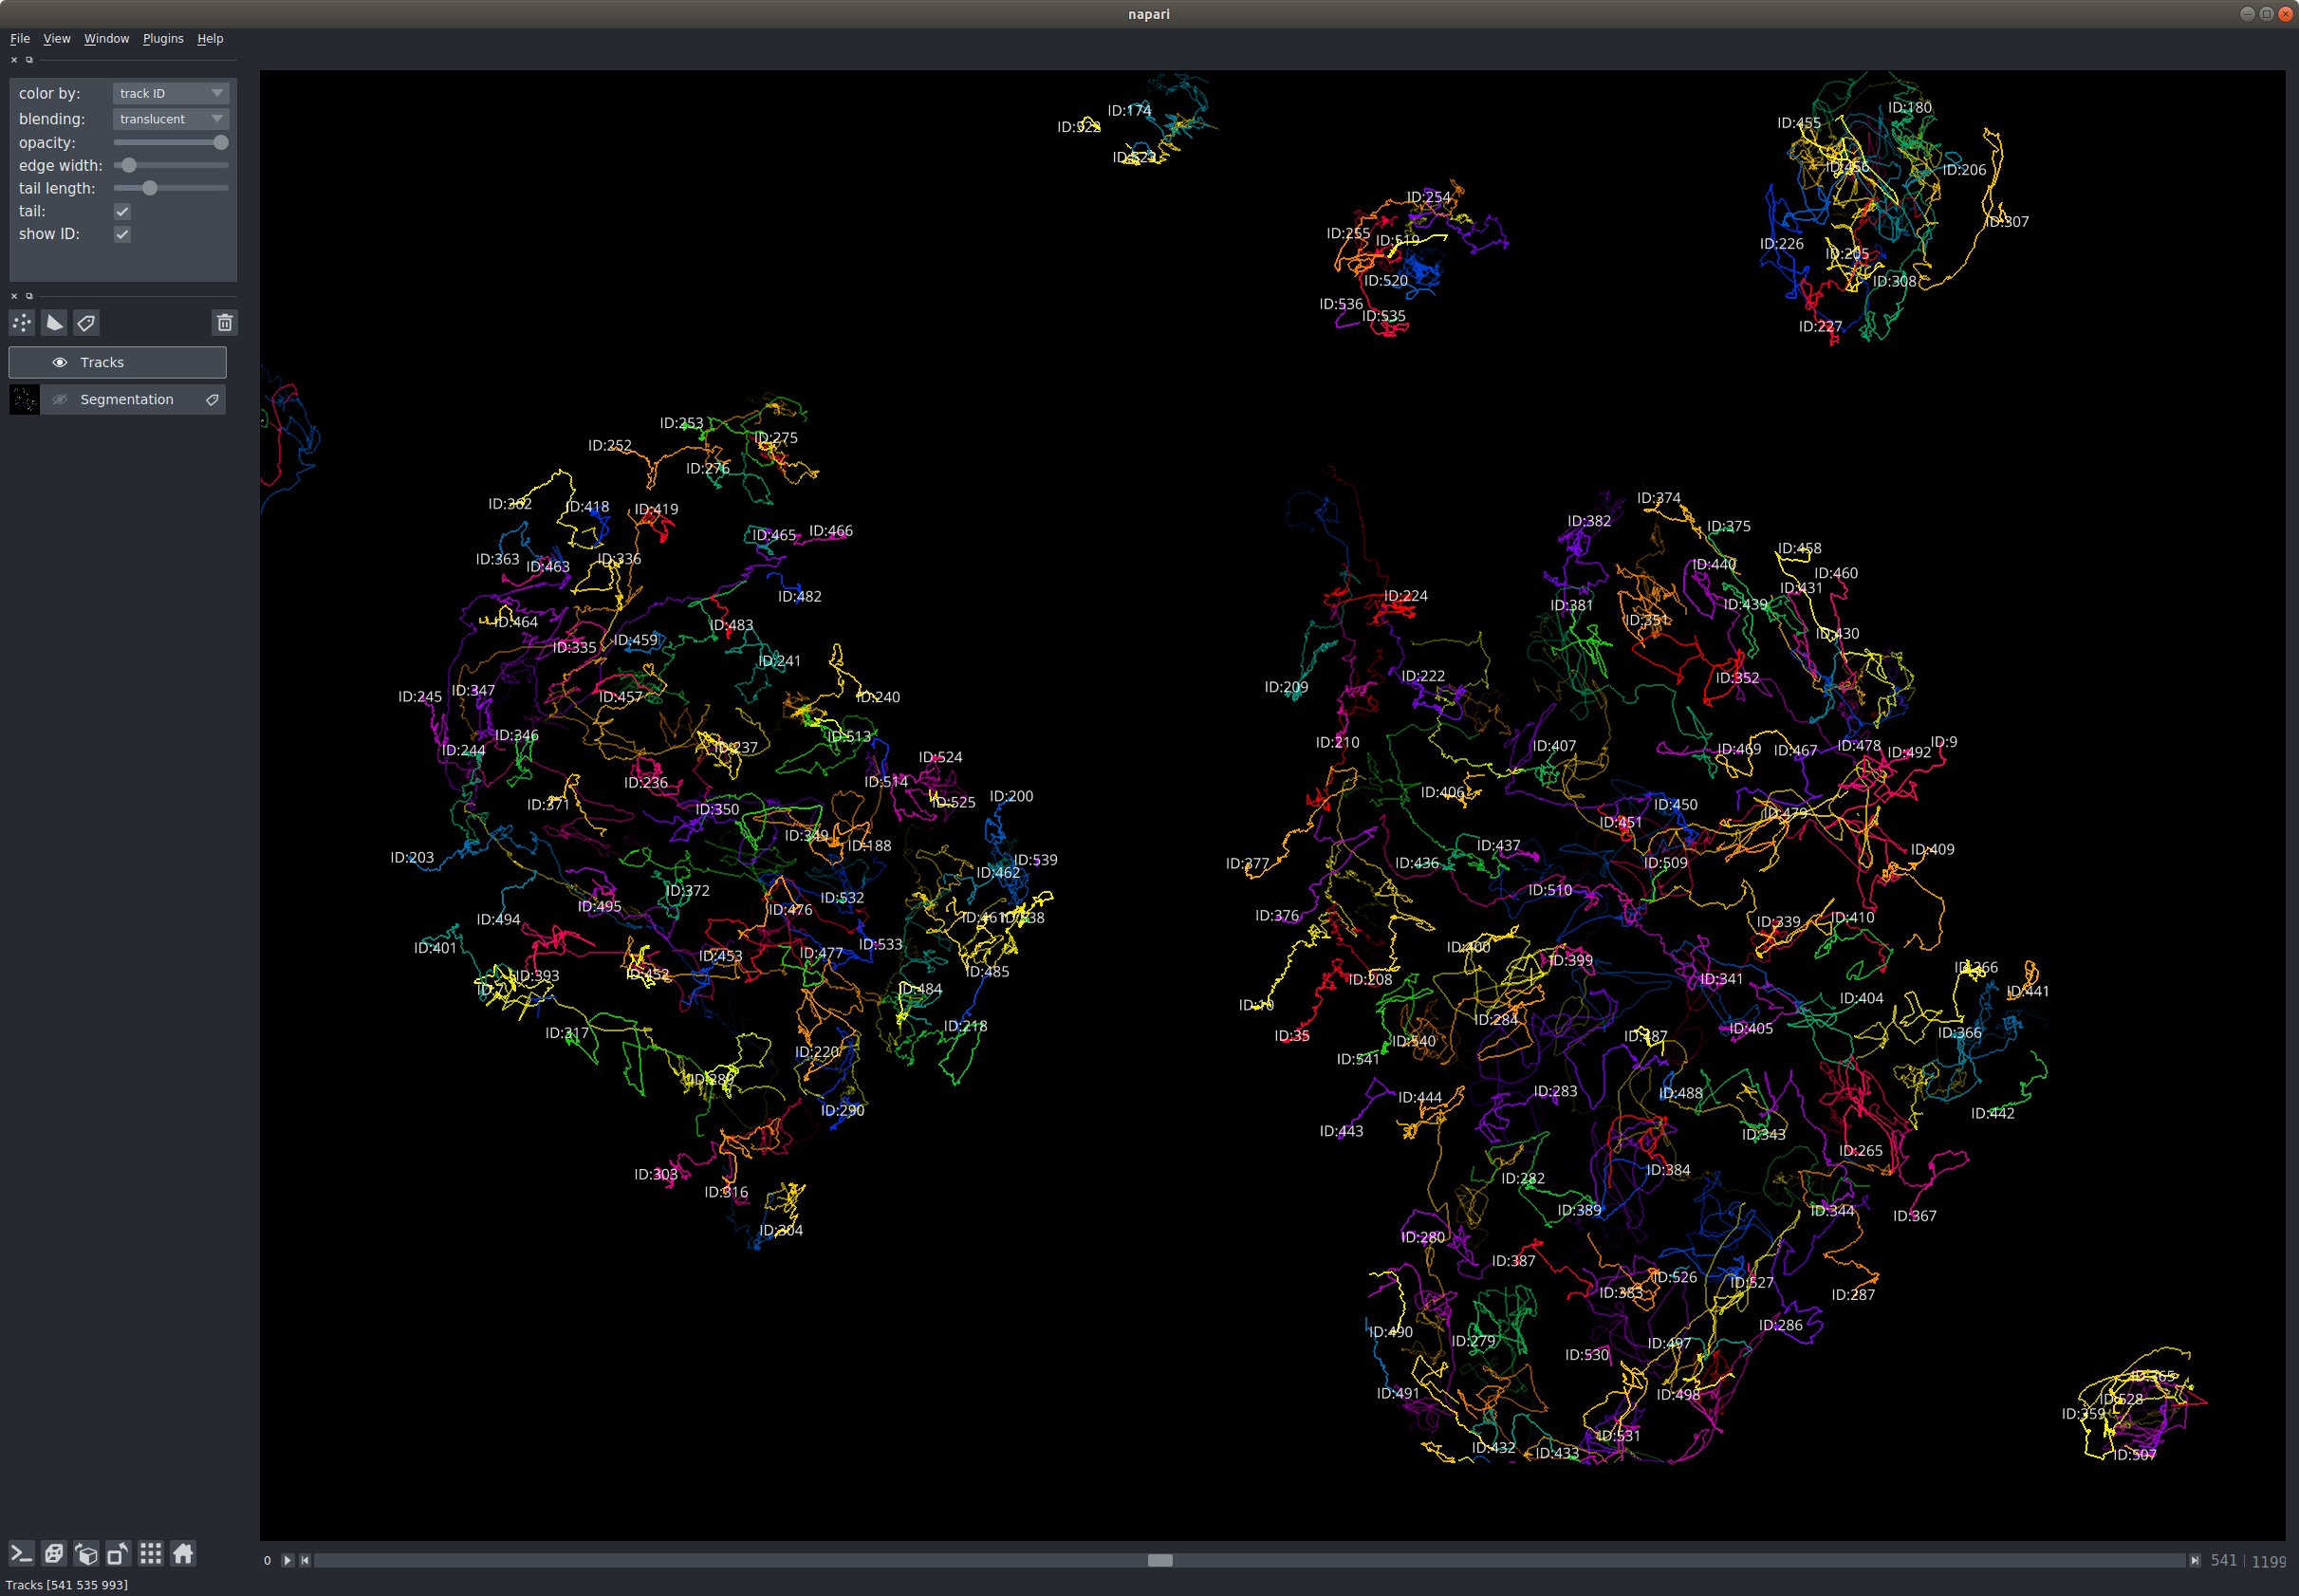 napari
File View Window Plugins Help
color by: track ID
blending: translucent
opacity:
edge width:
tail length:
tail:
show ID:
Tracks
Segmentation
ID:174
ID:522
ID:523
ID:180
ID:455
ID:456
ID:206
ID:307
ID:226
ID:205
ID:308
ID:227
ID:254
ID:255
ID:519
ID:520
ID:536
ID:535
ID:253
ID:252
ID:275
ID:276
ID:362
ID:418
ID:419
ID:465
ID:466
ID:363
ID:463
ID:336
ID:482
ID:464
ID:483
ID:335
ID:459
ID:241
ID:245
ID:347
ID:457
ID:240
ID:346
ID:244
ID:237
ID:513
ID:524
ID:236
ID:514
ID:525
ID:200
ID:371
ID:350
ID:349
ID:188
ID:203
ID:539
ID:462
ID:372
ID:532
ID:495
ID:476
ID:494
ID:461
ID:538
ID:401
ID:533
ID:453
ID:477
ID:452
ID:393
ID:485
ID:7
ID:484
ID:317
ID:218
ID:220
ID:289
ID:290
ID:303
ID:316
ID:304
ID:374
ID:382
ID:375
ID:458
ID:440
ID:460
ID:431
ID:224
ID:381
ID:439
ID:351
ID:430
ID:222
ID:352
ID:209
ID:210
ID:407
ID:469
ID:467
ID:478
ID:492
ID:9
ID:406
ID:450
ID:479
ID:451
ID:437
ID:409
ID:377
ID:436
ID:509
ID:510
ID:376
ID:339
ID:410
ID:400
ID:399
ID:366
ID:208
ID:341
ID:441
ID:10
ID:404
ID:284
ID:405
ID:35
ID:487
ID:366
ID:540
ID:541
ID:283
ID:488
ID:444
ID:442
ID:443
ID:343
ID:265
ID:384
ID:282
ID:389
ID:344
ID:367
ID:280
ID:387
ID:526
ID:527
ID:383
ID:287
ID:286
ID:490
ID:279
ID:497
ID:530
ID:491
ID:498
ID:531
ID:432
ID:433
ID:365
ID:528
ID:359
ID:507
0
541 | 1199
Tracks [541 535 993]